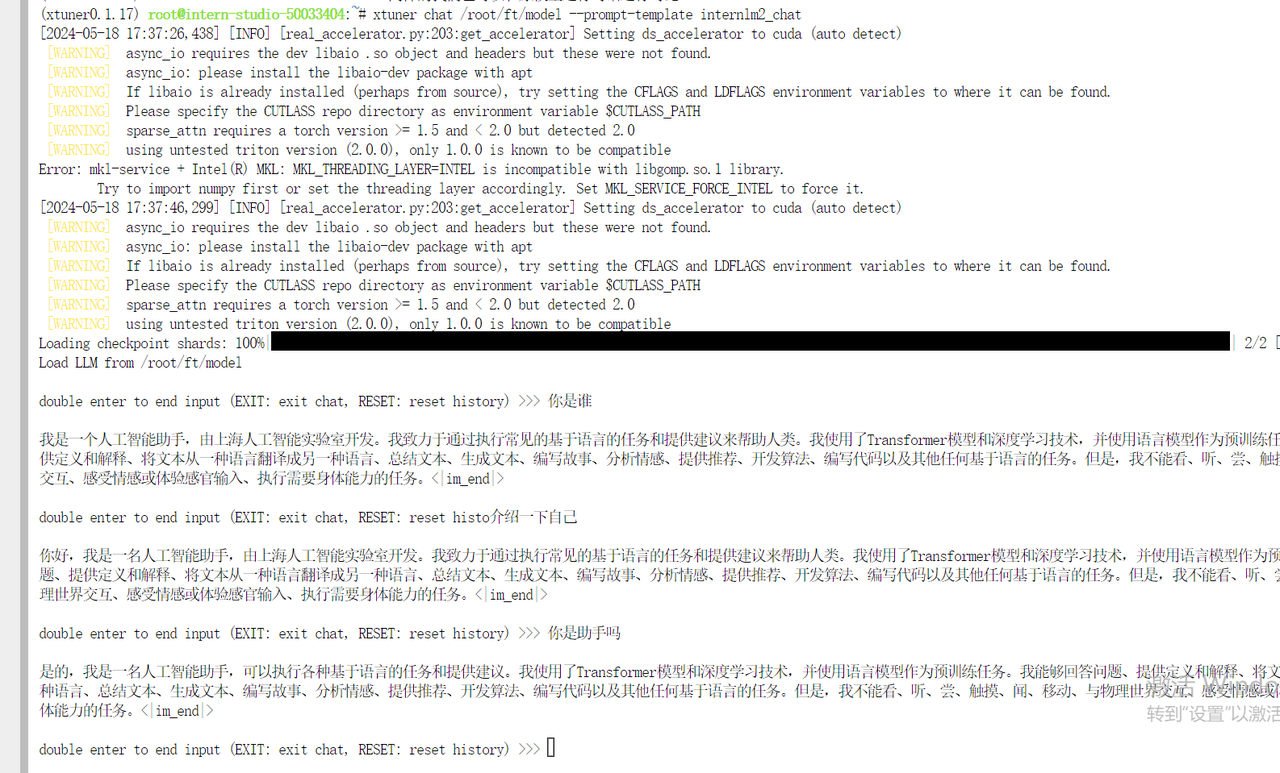 (xtuner0.1.17) root@intern-studio-50033404:~# xtuner chat /root/ft/model --prompt-template internlm2_chat
[2024-05-18 17:37:26,438] [INFO] [real_accelerator.py:203:get_accelerator] Setting ds_accelerator to cuda (auto detect)
[WARNING]  async_io requires the dev libaio .so object and headers but these were not found.
[WARNING]  async_io: please install the libaio-dev package with apt
[WARNING]  If libaio is already installed (perhaps from source), try setting the CFLAGS and LDFLAGS environment variables to where it can be found.
[WARNING]  Please specify the CUTLASS repo directory as environment variable $CUTLASS_PATH
[WARNING]  sparse_attn requires a torch version >= 1.5 and < 2.0 but detected 2.0
[WARNING]  using untested triton version (2.0.0), only 1.0.0 is known to be compatible
Error: mkl-service + Intel(R) MKL: MKL_THREADING_LAYER=INTEL is incompatible with libgomp.so.1 library.
Try to import numpy first or set the threading layer accordingly. Set MKL_SERVICE_FORCE_INTEL to force it.
[2024-05-18 17:37:46,299] [INFO] [real_accelerator.py:203:get_accelerator] Setting ds_accelerator to cuda (auto detect)
[WARNING]  async_io requires the dev libaio .so object and headers but these were not found.
[WARNING]  async_io: please install the libaio-dev package with apt
[WARNING]  If libaio is already installed (perhaps from source), try setting the CFLAGS and LDFLAGS environment variables to where it can be found.
[WARNING]  Please specify the CUTLASS repo directory as environment variable $CUTLASS_PATH
[WARNING]  sparse_attn requires a torch version >= 1.5 and < 2.0 but detected 2.0
[WARNING]  using untested triton version (2.0.0), only 1.0.0 is known to be compatible
Loading checkpoint shards: 100%| | 2/2 [
Load LLM from /root/ft/model
double enter to end input (EXIT: exit chat, RESET: reset history) >>> 你是谁
我是一个人工智能助手，由上海人工智能实验室开发。我致力于通过执行常见的基于语言的任务和提供建议来帮助人类。我使用了Transformer模型和深度学习技术，并使用语言模型作为预训练任
供定义和解释、将文本从一种语言翻译成另一种语言、总结文本、生成文本、编写故事、分析情感、提供推荐、开发算法、编写代码以及其他任何基于语言的任务。但是，我不能看、听、尝、触摸
交互、感受情感或体验感官输入、执行需要身体能力的任务。<|im_end|>
double enter to end input (EXIT: exit chat, RESET: reset histo介绍一下自己
你好，我是一名人工智能助手，由上海人工智能实验室开发。我致力于通过执行常见的基于语言的任务和提供建议来帮助人类。我使用了Transformer模型和深度学习技术，并使用语言模型作为预
题、提供定义和解释、将文本从一种语言翻译成另一种语言、总结文本、生成文本、编写故事、分析情感、提供推荐、开发算法、编写代码以及其他任何基于语言的任务。但是，我不能看、听、尝
理世界交互、感受情感或体验感官输入、执行需要身体能力的任务。<|im_end|>
double enter to end input (EXIT: exit chat, RESET: reset history) >>> 你是助手吗
是的，我是一名人工智能助手，可以执行各种基于语言的任务和提供建议。我使用了Transformer模型和深度学习技术，并使用语言模型作为预训练任务。我能够回答问题、提供定义和解释、将文
种语言、总结文本、生成文本、编写故事、分析情感、提供推荐、开发算法、编写代码以及其他任何基于语言的任务。但是，我不能看、听、尝、触摸、闻、移动、与物理世界交互、感受情感或体
体能力的任务。<|im_end|>
激活 Windo
转到"设置"以激活
double enter to end input (EXIT: exit chat, RESET: reset history) >>>